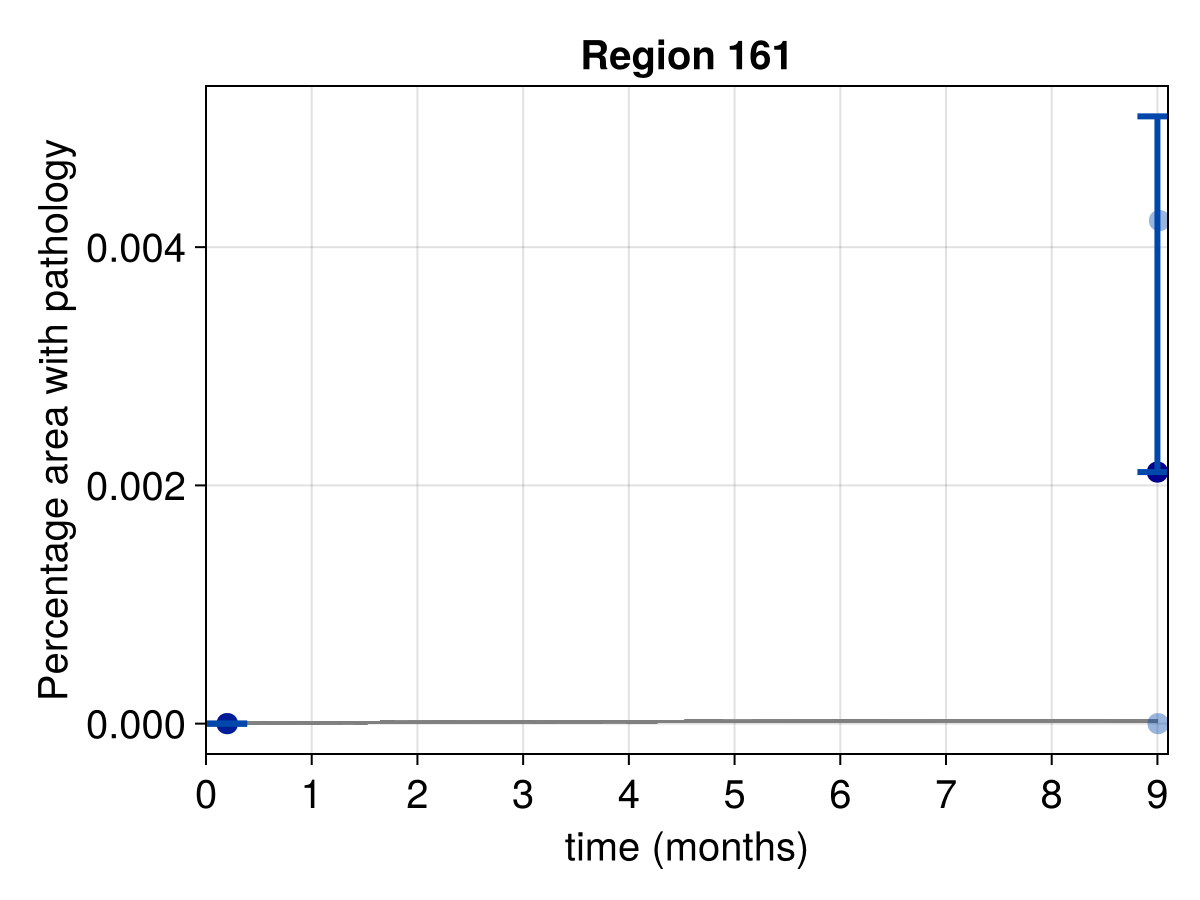 Region 161
Percentage area with pathology
0.004
0.002
0.000
0 1 2 3 4 5 6 7 8 9
time (months)